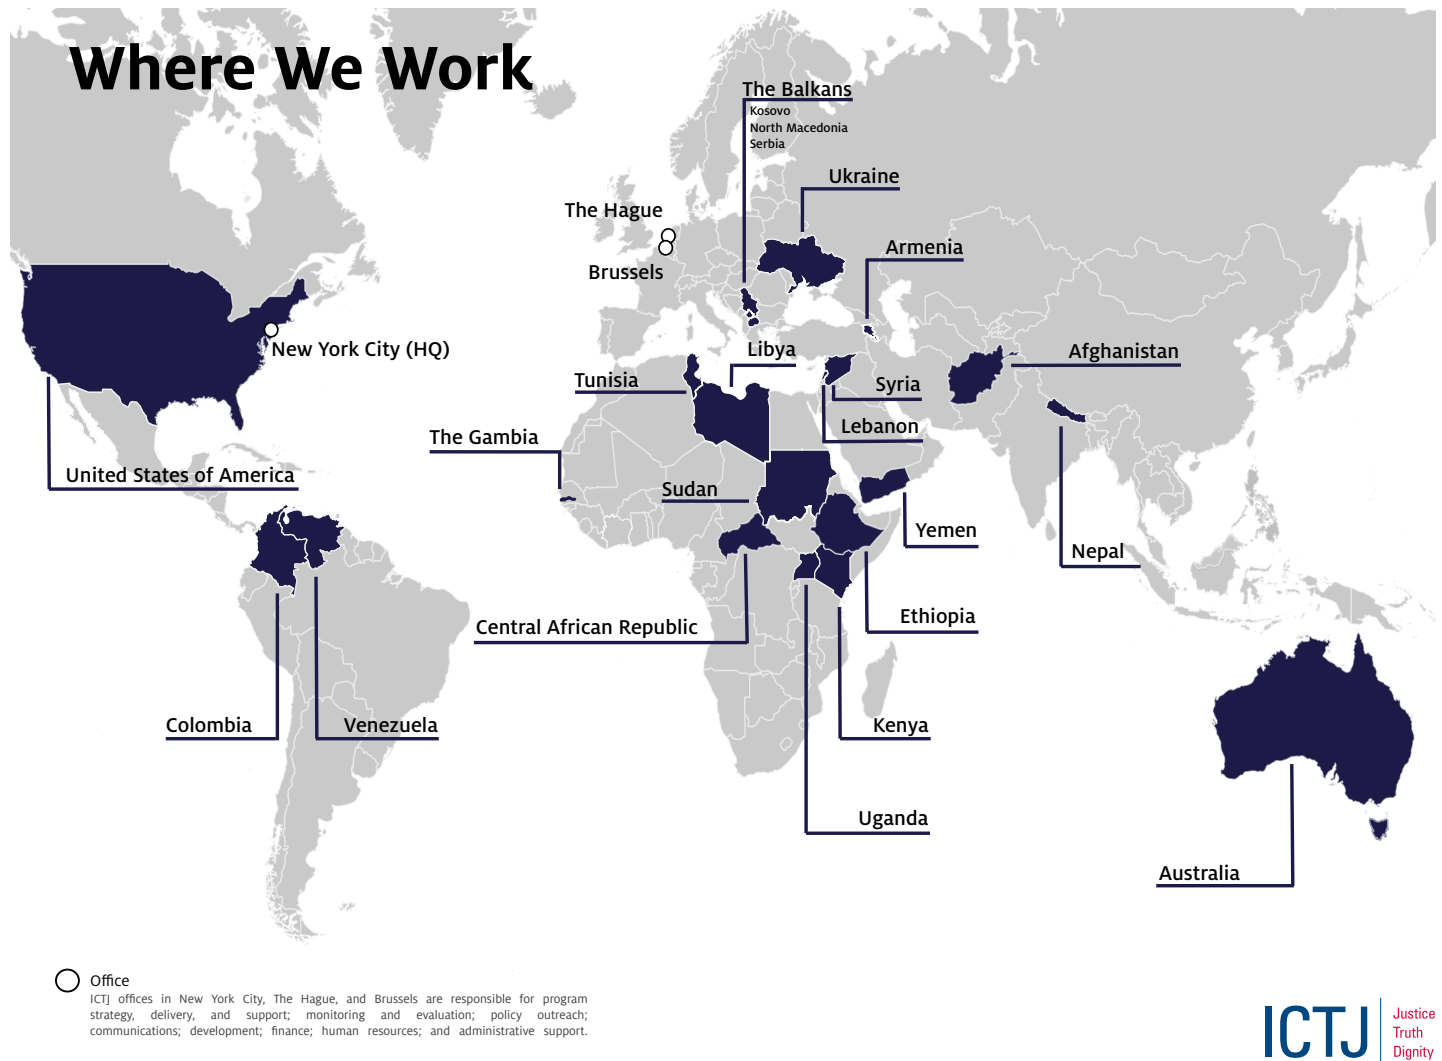 Where We Work
The Balkans
Kosovo
North Macedonia
Serbia
Ukraine
The Hague
Armenia
Brussels
New York City (HQ)
Libya
Afghanistan
Tunisia
Syria
Lebanon
The Gambia
United States of America
Sudan
Yemen
Nepal
Ethiopia
Central African Republic
Colombia
Venezuela
Kenya
Uganda
Australia
Office
ICTJ offices in New York City, The Hague, and Brussels are responsible for program
strategy, delivery, and support; monitoring and evaluation; policy outreach;
communications; development; finance; human resources; and administrative support.
ICTJ
Justice
Truth
Dignity